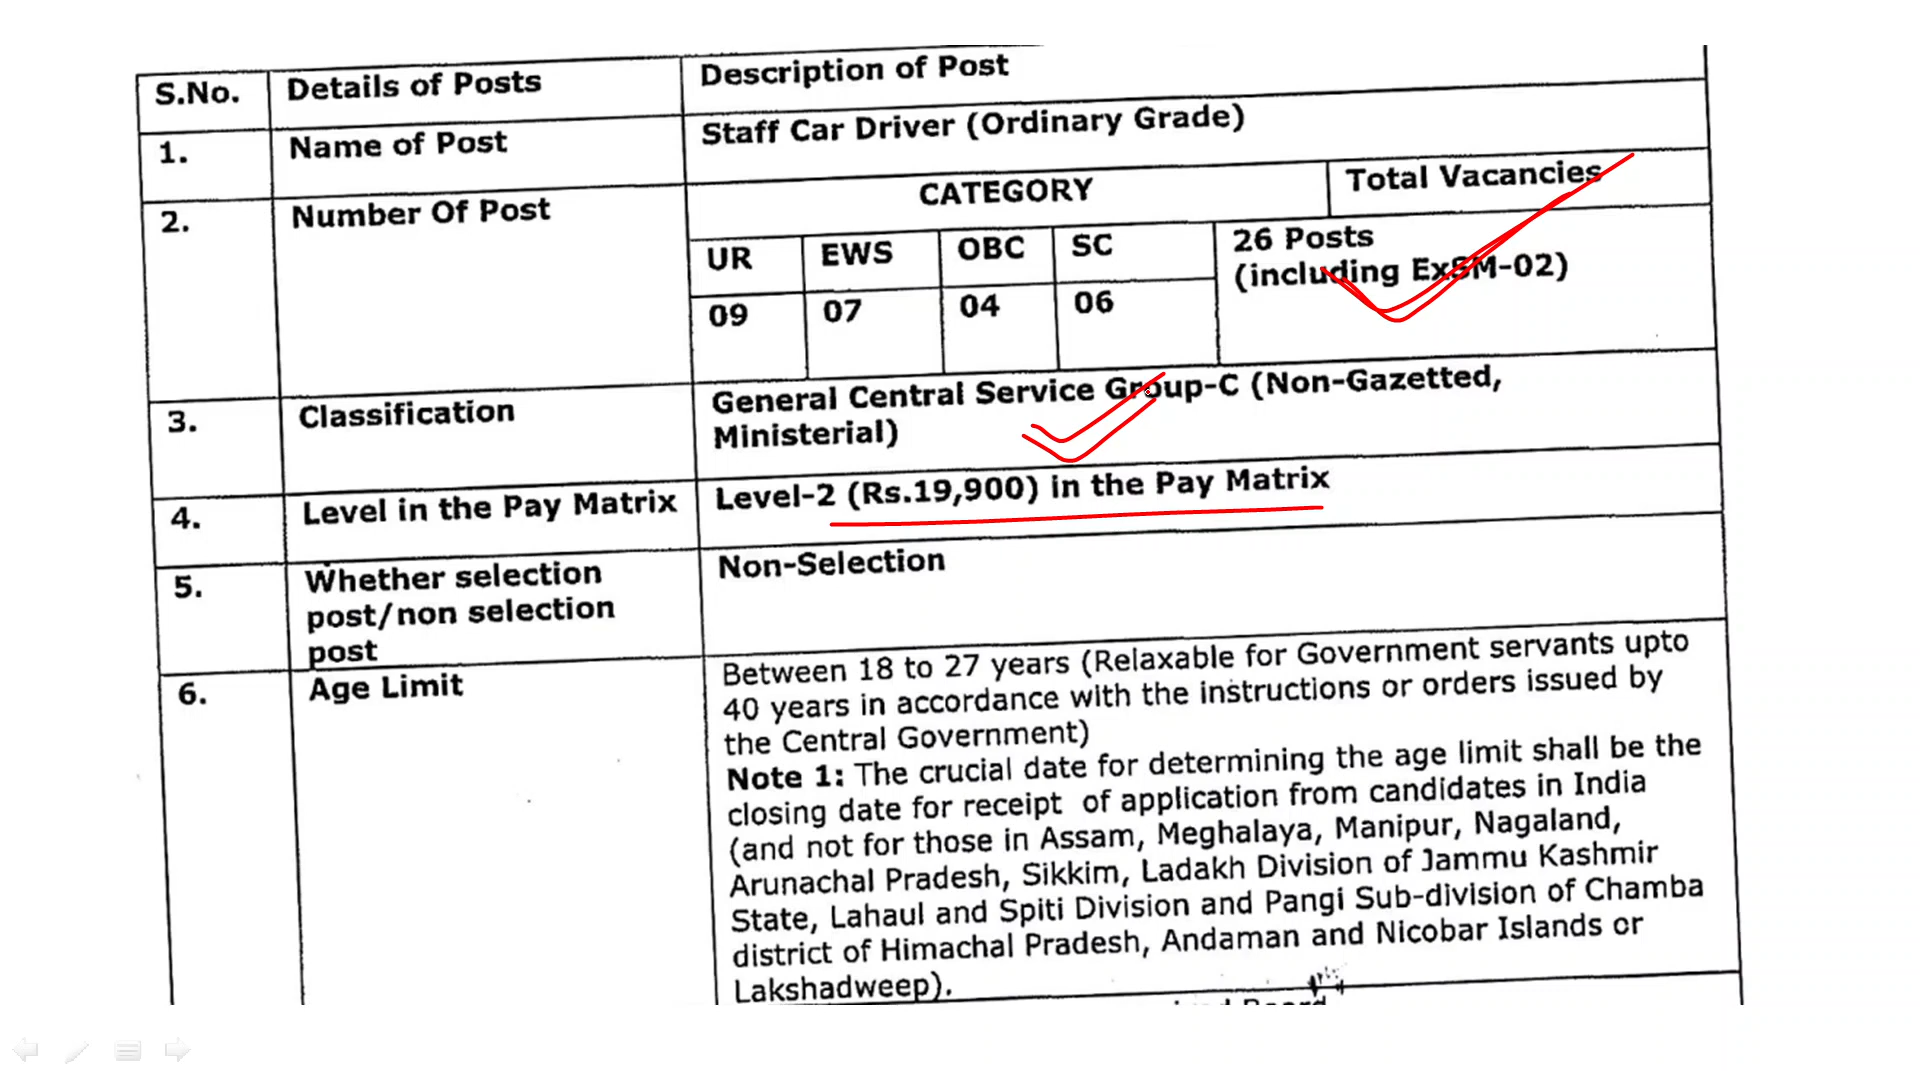 S.No. Details of Posts Description of Post
1. Name of Post Staff Car Driver (Ordinary Grade)
2. Number Of Post CATEGORY Total Vacancies
UR EWS OBC SC 26 Posts
(including ExSM-02)
09 07 04 06
3. Classification General Central Service Group-C (Non-Gazetted,
Ministerial)
4. Level in the Pay Matrix Level-2 (Rs.19,900) in the Pay Matrix
5. Whether selection Non-Selection
post/non selection
post
6. Age Limit Between 18 to 27 years (Relaxable for Government servants upto
40 years in accordance with the instructions or orders issued by
the Central Government)
Note 1: The crucial date for determining the age limit shall be the
closing date for receipt of application from candidates in India
(and not for those in Assam, Meghalaya, Manipur, Nagaland,
Arunachal Pradesh, Sikkim, Ladakh Division of Jammu Kashmir
State, Lahaul and Spiti Division and Pangi Sub-division of Chamba
district of Himachal Pradesh, Andaman and Nicobar Islands or
Lakshadweep).